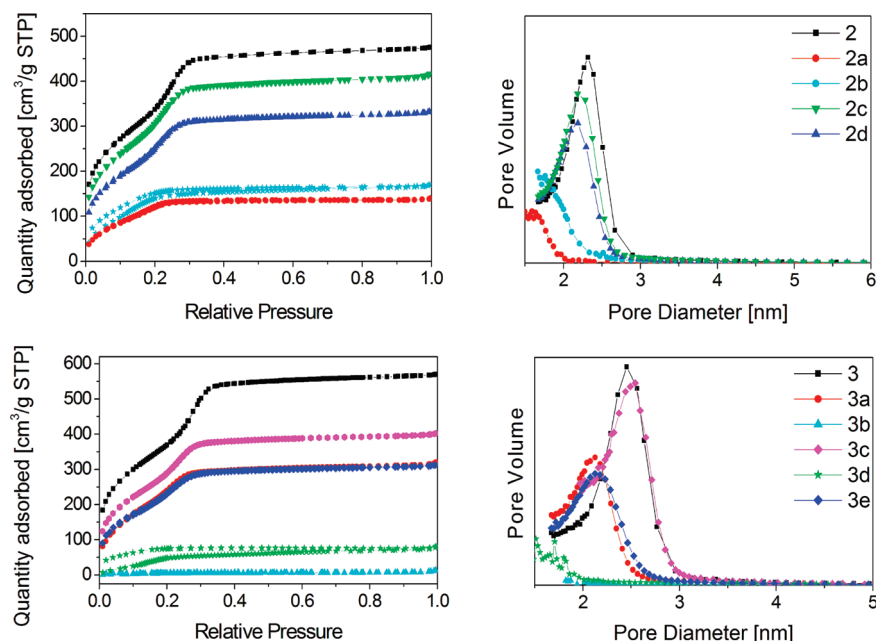 Quantity adsorbed [cm³/g STP]
500
400
300
200
100
0
0.0 0.2 0.4 0.6 0.8 1.0
Relative Pressure
Pore Volume
2
2a
2b
2c
2d
2 3 4 5 6
Pore Diameter [nm]
Quantity adsorbed [cm³/g STP]
600
500
400
300
200
100
0
0.0 0.2 0.4 0.6 0.8 1.0
Relative Pressure
Pore Volume
3
3a
3b
3c
3d
3e
2 3 4 5
Pore Diameter [nm]